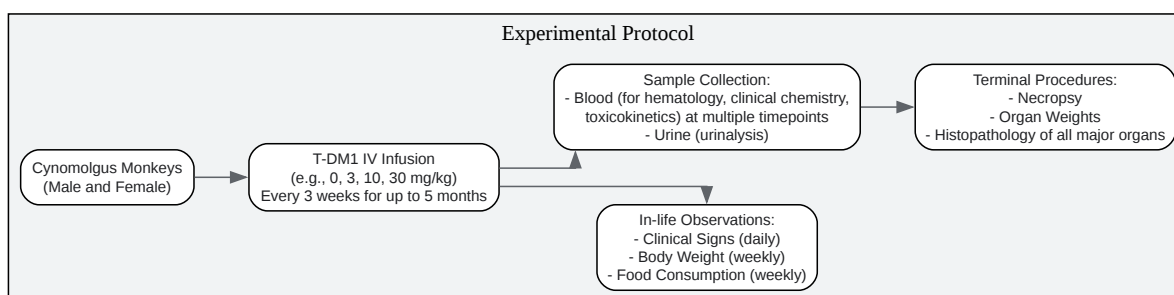 Experimental Protocol
Cynomolgus Monkeys
(Male and Female)
T-DM1 IV Infusion
(e.g., 0, 3, 10, 30 mg/kg)
Every 3 weeks for up to 5 months
Sample Collection:
- Blood (for hematology, clinical chemistry,
toxicokinetics) at multiple timepoints
- Urine (urinalysis)
Terminal Procedures:
- Necropsy
- Organ Weights
- Histopathology of all major organs
In-life Observations:
- Clinical Signs (daily)
- Body Weight (weekly)
- Food Consumption (weekly)